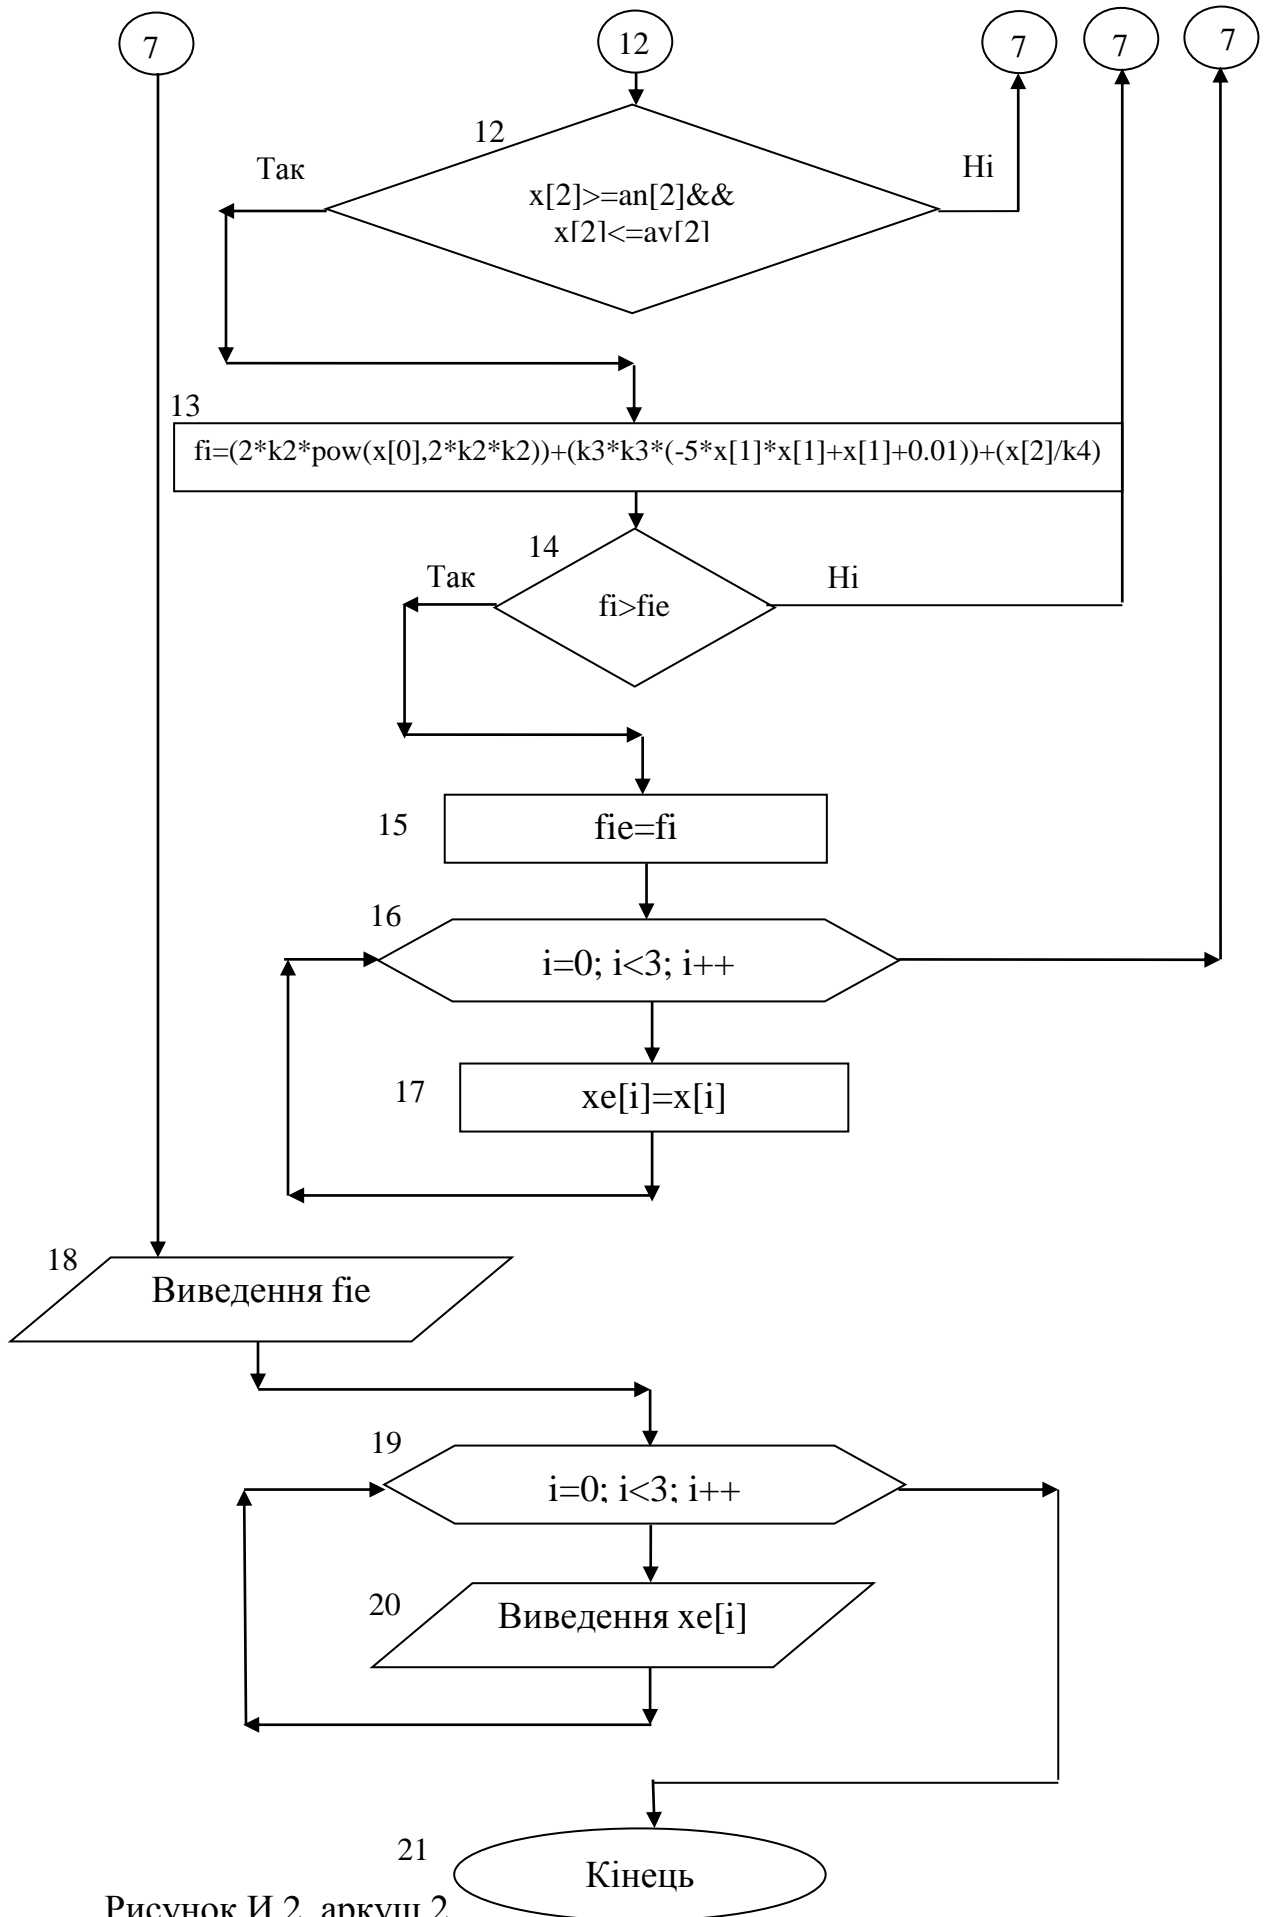 7
12
7
7
7
12
Так
Ні
x[2]>=an[2]&&
x[2]<=av[2]
13
fi=(2*k2*pow(x[0],2*k2*k2))+(k3*k3*(-5*x[1]*x[1]+x[1]+0.01))+(x[2]/k4)
14
Так
Ні
fi>fie
15
fie=fi
16
i=0; i<3; i++
17
xe[i]=x[i]
18
Виведення fie
19
i=0; i<3; i++
20
Виведення xe[i]
21
Кінець
Рисунок И.2, аркуш 2